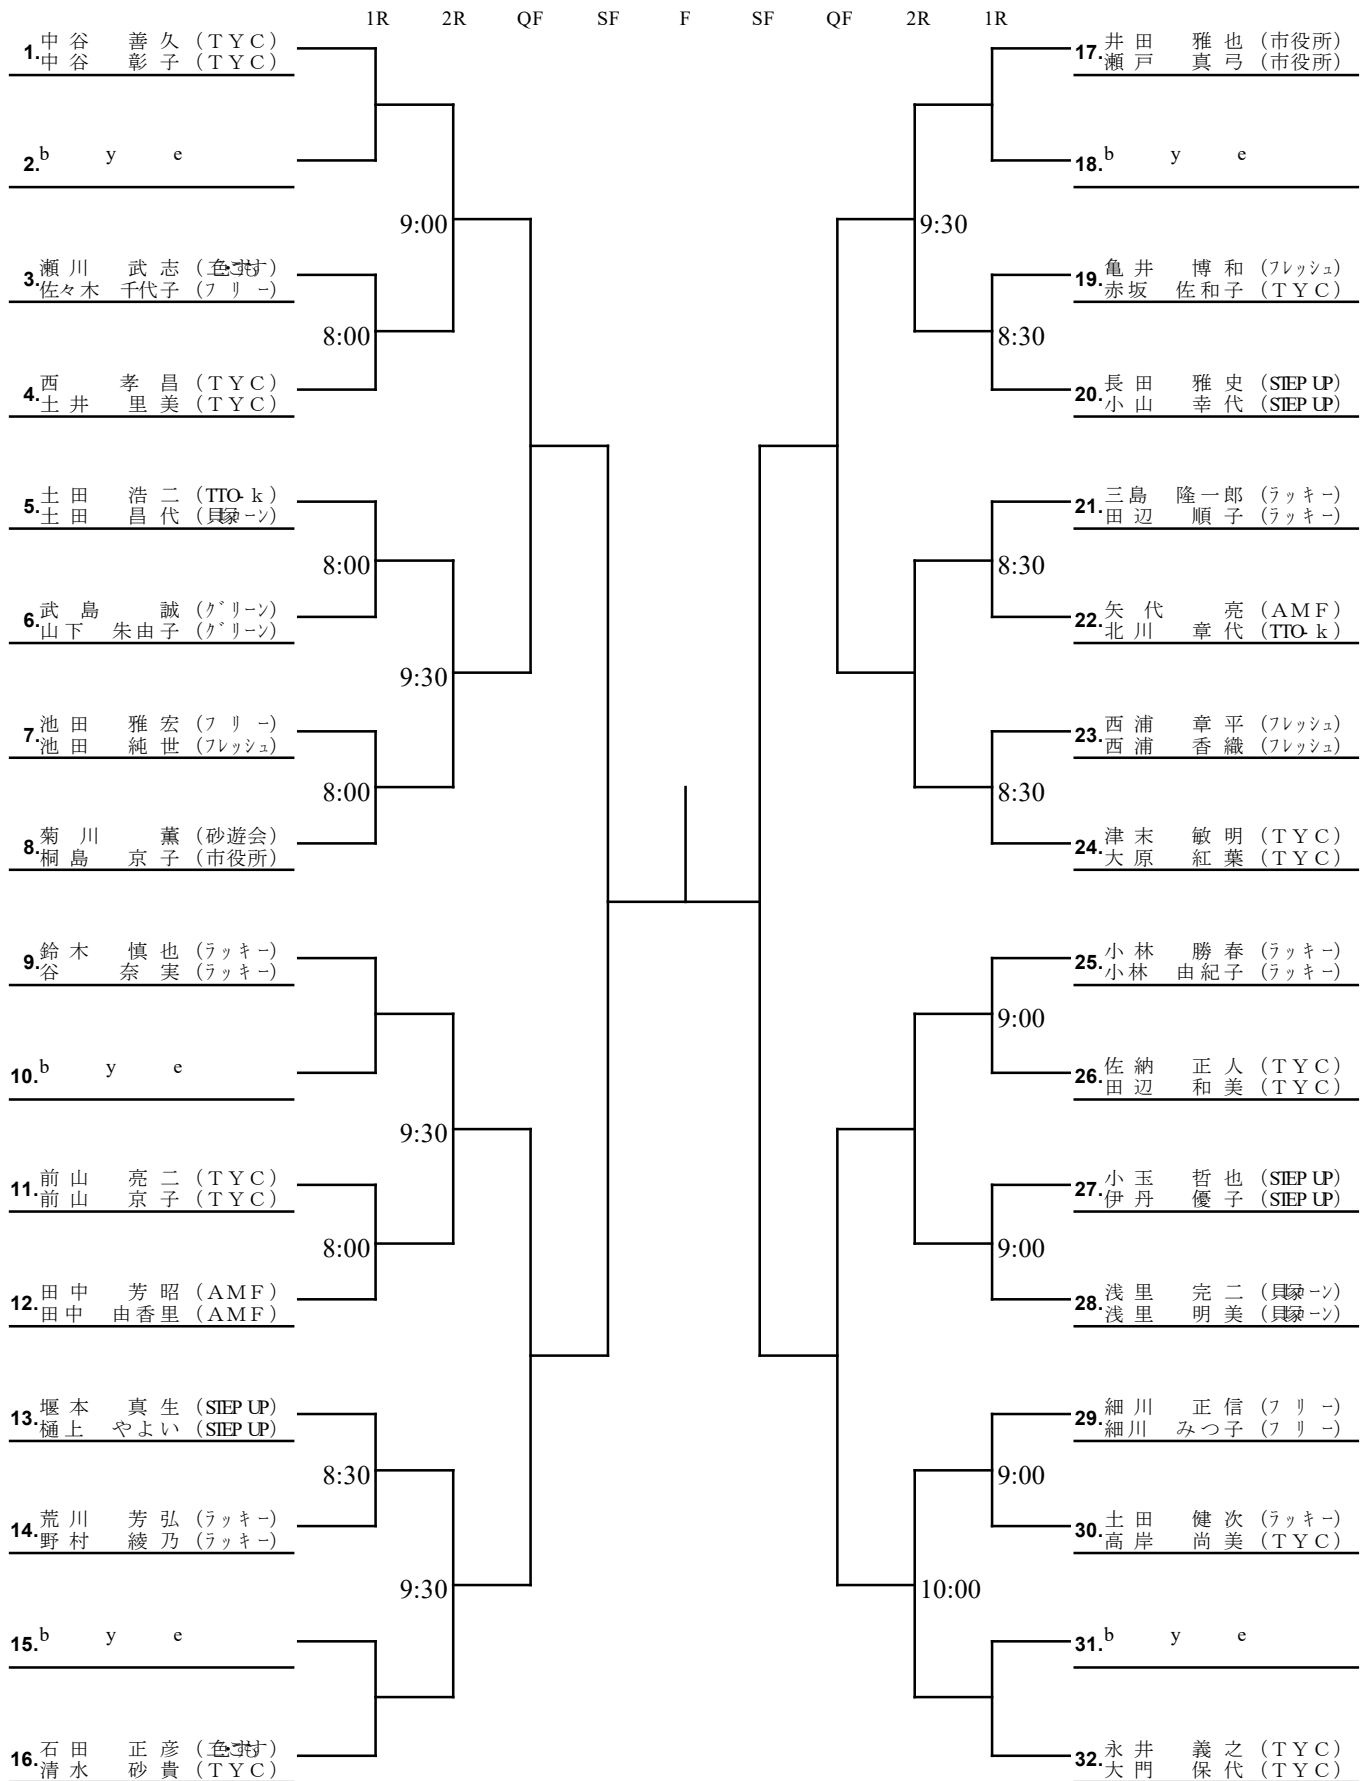 1R 2R QF SF F SF QF 2R 1R
1. 中谷 善久 (TYC)
中谷 彰子 (TYC)
2. bye
9:00
3. 瀬川 武志
佐々木 千代子 (フリー)
8:00
4. 西 孝昌 (TYC)
土井 里美 (TYC)
5. 土田 浩二 (TTO-k)
土田 昌代
8:00
6. 武島 誠 (グリーン)
山下 朱由子 (グリーン)
9:30
7. 池田 雅宏 (フリー)
池田 純世 (フレッシュ)
8:00
8. 菊川 薫 (砂遊会)
桐島 京子 (市役所)
9. 鈴木 慎也 (ラッキー)
谷 奈実 (ラッキー)
10. bye
9:30
11. 前山 亮二 (TYC)
前山 京子 (TYC)
8:00
12. 田中 芳昭 (AMF)
田中 由香里 (AMF)
13. 堰本 真生 (STEP UP)
樋上 やよい (STEP UP)
8:30
14. 荒川 芳弘 (ラッキー)
野村 綾乃 (ラッキー)
9:30
15. bye
16. 石田 正彦
清水 砂貴 (TYC)
17. 井田 雅也 (市役所)
瀬戸 真弓 (市役所)
18. bye
9:30
19. 亀井 博和 (フレッシュ)
赤坂 佐和子 (TYC)
8:30
20. 長田 雅史 (STEP UP)
小山 幸代 (STEP UP)
21. 三島 隆一郎 (ラッキー)
田辺 順子 (ラッキー)
8:30
22. 矢代 亮 (AMF)
北川 章代 (TTO-k)
23. 西浦 章平 (フレッシュ)
西浦 香織 (フレッシュ)
8:30
24. 津末 敏明 (TYC)
大原 紅葉 (TYC)
25. 小林 勝春 (ラッキー)
小林 由紀子 (ラッキー)
9:00
26. 佐納 正人 (TYC)
田辺 和美 (TYC)
27. 小玉 哲也 (STEP UP)
伊丹 優子 (STEP UP)
9:00
28. 浅里 完二
浅里 明美
29. 細川 正信 (フリー)
細川 みつ子 (フリー)
9:00
30. 土田 健次 (ラッキー)
高岸 尚美 (TYC)
10:00
31. bye
32. 永井 義之 (TYC)
大門 保代 (TYC)